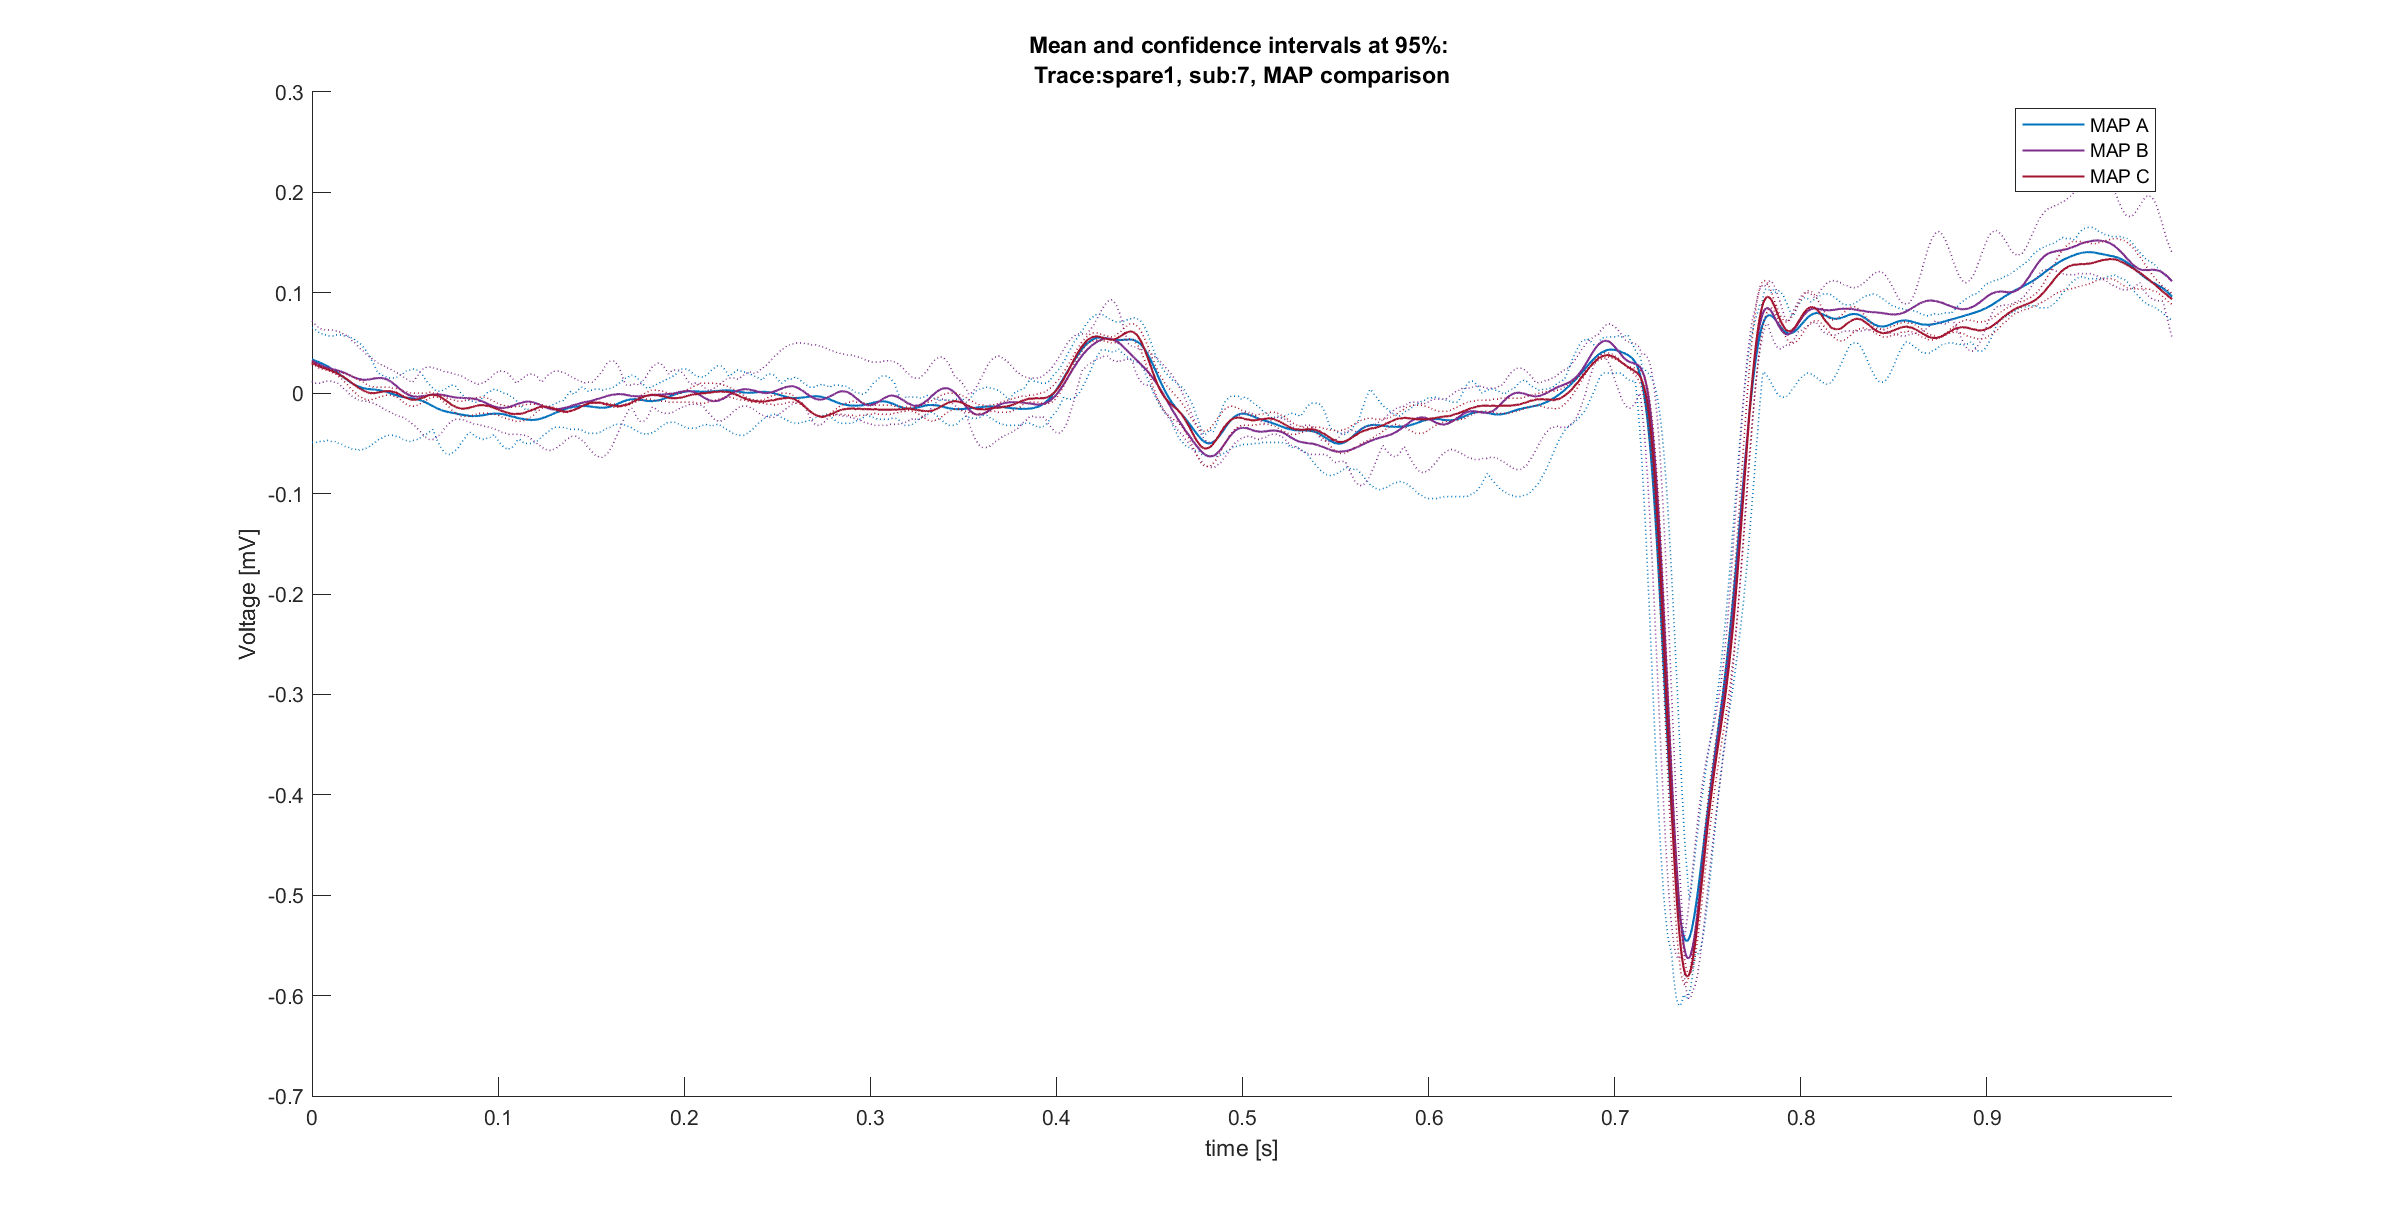 Mean and confidence intervals at 95%:
Trace:spare1, sub:7, MAP comparison
0.3
0.2
0.1
0
-0.1
-0.2
-0.3
-0.4
-0.5
-0.6
-0.7
Voltage [mV]
MAP A
MAP B
MAP C
0 0.1 0.2 0.3 0.4 0.5 0.6 0.7 0.8 0.9
time [s]